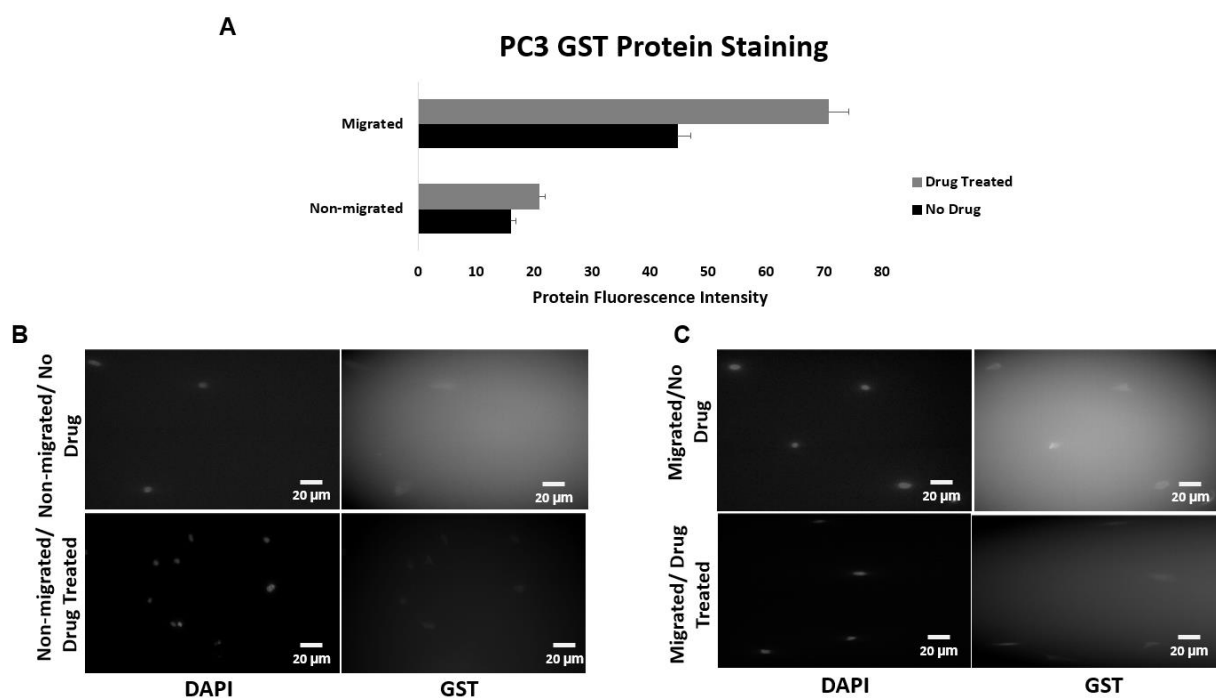 A
PC3 GST Protein Staining
Migrated
Non-migrated
Drug Treated
No Drug
0 10 20 30 40 50 60 70 80
Protein Fluorescence Intensity
B
Non-migrated/ No
Drug
20 µm
20 µm
Non-migrated/
Drug Treated
20 µm
20 µm
DAPI
GST
C
Migrated/No
Drug
20 µm
20 µm
Migrated/ Drug
Treated
20 µm
20 µm
DAPI
GST